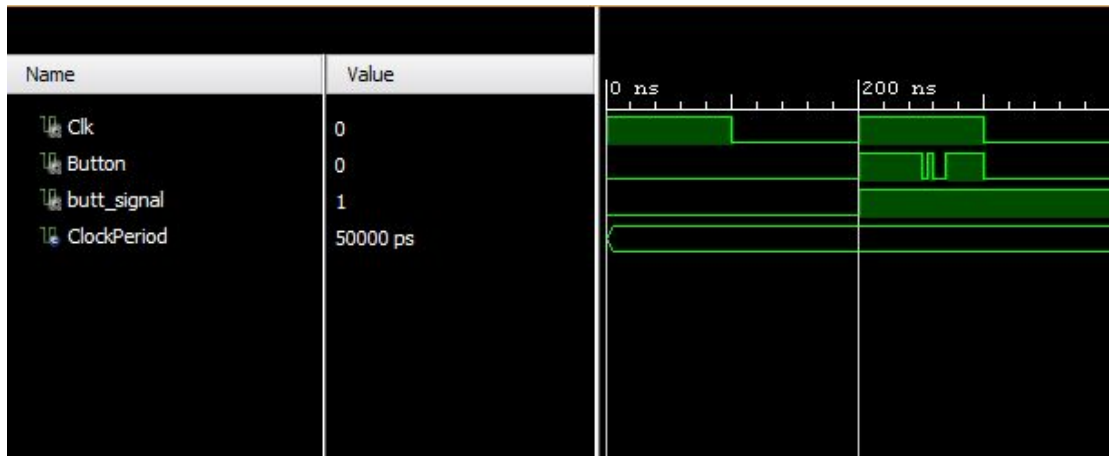 Name Value
0 ns 200 ns
Clk 0
Button 0
butt_signal 1
ClockPeriod 50000 ps